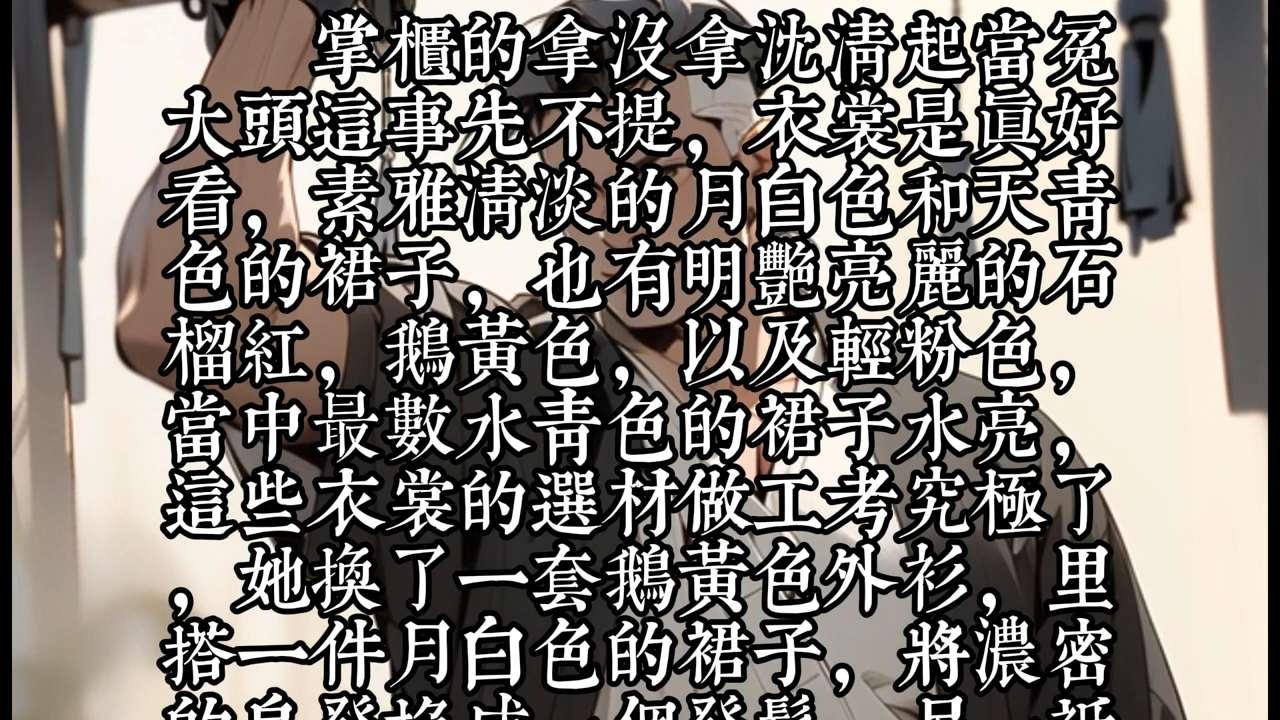 掌櫃的拿沒拿沈清起當冤
大頭這事先不提，衣裳是眞好
看，素雅清淡的月白色和天青
色的裙子，也有明艷亮麗的石
榴紅，鵝黃色，以及輕粉色，
當中最數水青色的裙子水亮，
這些衣裳的選材做工考究極了
，她換了一套鵝黃色外衫，里
搭一件月白色的裙子，將濃密